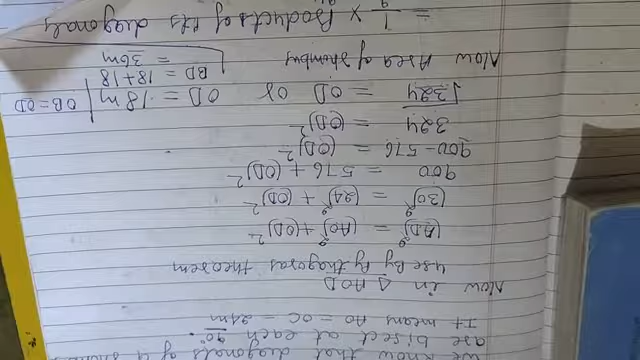 know that diagonals of a
are bisect at each 90°.
It means AO = OC = 24m
Now in △ AOD
use By Pythagoras theorem
(AD)² = (AO)² + (OD)²
(30)² = (24)² + (OD)²
900 = 576 + (OD)²
900 - 576 = (OD)²
324 = (OD)²
√324 = OD or OD = 18m | OB = OD
BD = 18 + 18
= 36m
Now Area of rhombus
= 1/2 × Products of its diagonals